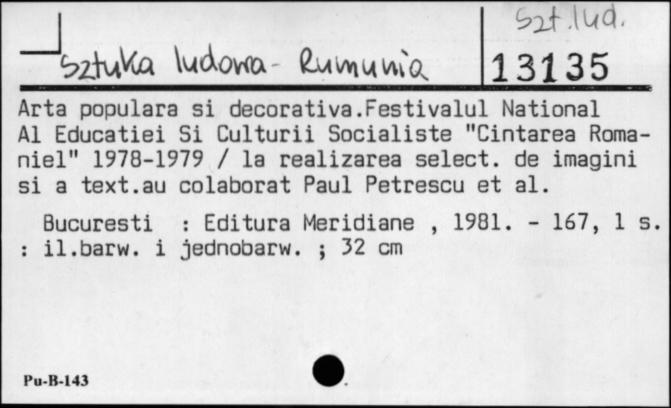 Szt.lud.
Sztuka ludowa - Rumunia
13135
Arta populara si decorativa.Festivalul National
Al Educatiei Si Culturii Socialiste "Cintarea Roma-
niel" 1978-1979 / la realizarea select. de imagini
si a text.au colaborat Paul Petrescu et al.
Bucuresti : Editura Meridiane , 1981. - 167, 1 s.
: il.barw. i jednobarw. ; 32 cm
Pu-B-143